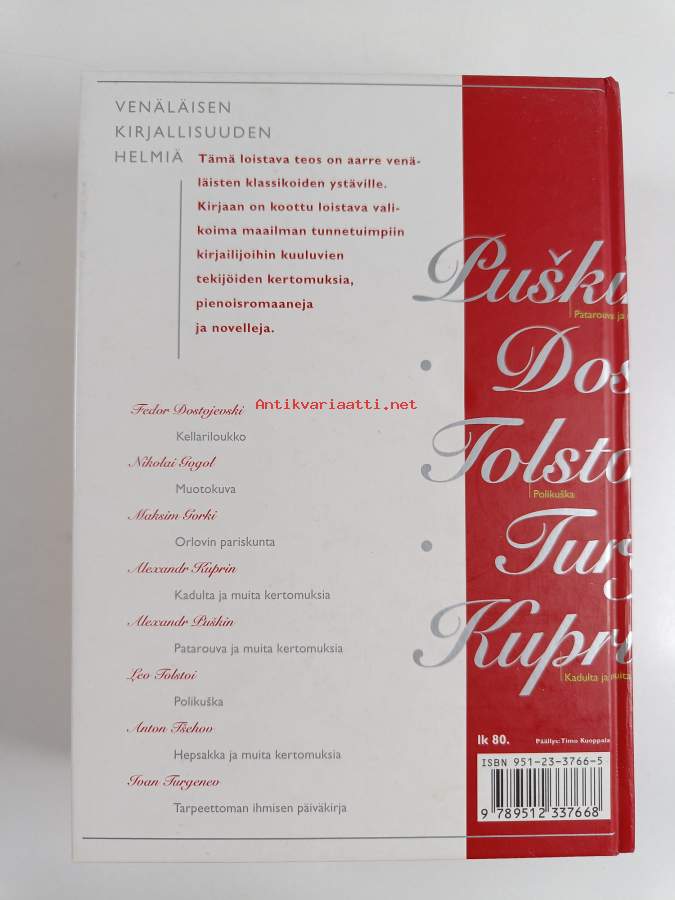 VENÄLÄISEN
KIRJALLISUUDEN
HELMIÄ
Tämä loistava teos on aarre venä-
läisten klassikoiden ystäville.
Kirjaan on koottu loistava vali-
koima maailman tunnetuimpiin
kirjailijoihin kuuluvien
tekijöiden kertomuksia,
pienoisromaaneja
ja novelleja.
Fedor Dostojevski
Kellariloukko
Nikolai Gogol
Muotokuva
Maksim Gorki
Orlovin pariskunta
Alexandr Kuprin
Kadulta ja muita kertomuksia
Alexandr Puškin
Patarouva ja muita kertomuksia
Leo Tolstoi
Polikuška
Anton Tšehov
Hepsakka ja muita kertomuksia
Ivan Turgenev
Tarpeettoman ihmisen päiväkirja
Antikvariaatti.net
Pušku
Patarouva ja
• Dos
Tolsto
Polikuška
• Turg
Kupri
Kadulta ja muita
lk 80.
Päällys: Timo Kuoppala
ISBN 951-23-3766-5
9 789512 337668